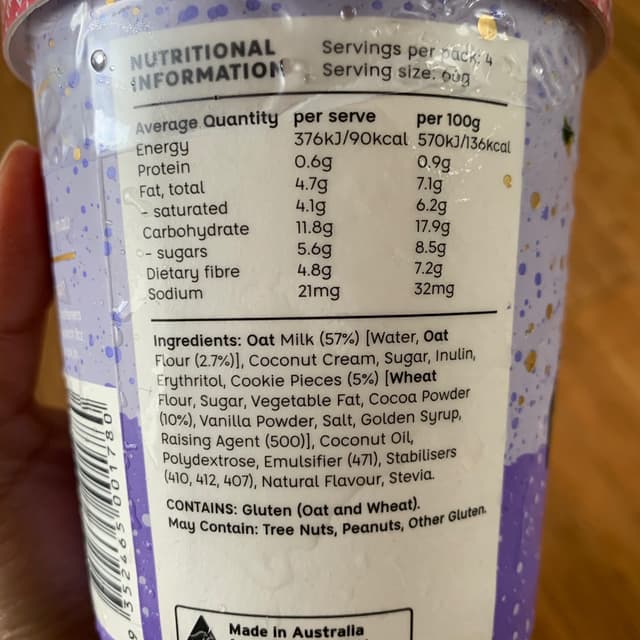 NUTRITIONAL INFORMATION
Servings per pack: 4
Serving size: 66g
Average Quantity per serve per 100g
Energy 376kJ/90kcal 570kJ/136kcal
Protein 0.6g 0.9g
Fat, total 4.7g 7.1g
- saturated 4.1g 6.2g
Carbohydrate 11.8g 17.9g
- sugars 5.6g 8.5g
Dietary fibre 4.8g 7.2g
Sodium 21mg 32mg
Ingredients: Oat Milk (57%) [Water, Oat
Flour (2.7%)], Coconut Cream, Sugar, Inulin,
Erythritol, Cookie Pieces (5%) [Wheat
Flour, Sugar, Vegetable Fat, Cocoa Powder
(10%), Vanilla Powder, Salt, Golden Syrup,
Raising Agent (500)], Coconut Oil,
Polydextrose, Emulsifier (471), Stabilisers
(410, 412, 407), Natural Flavour, Stevia.
CONTAINS: Gluten (Oat and Wheat).
May Contain: Tree Nuts, Peanuts, Other Gluten.
9 352465 001780
Made in Australia